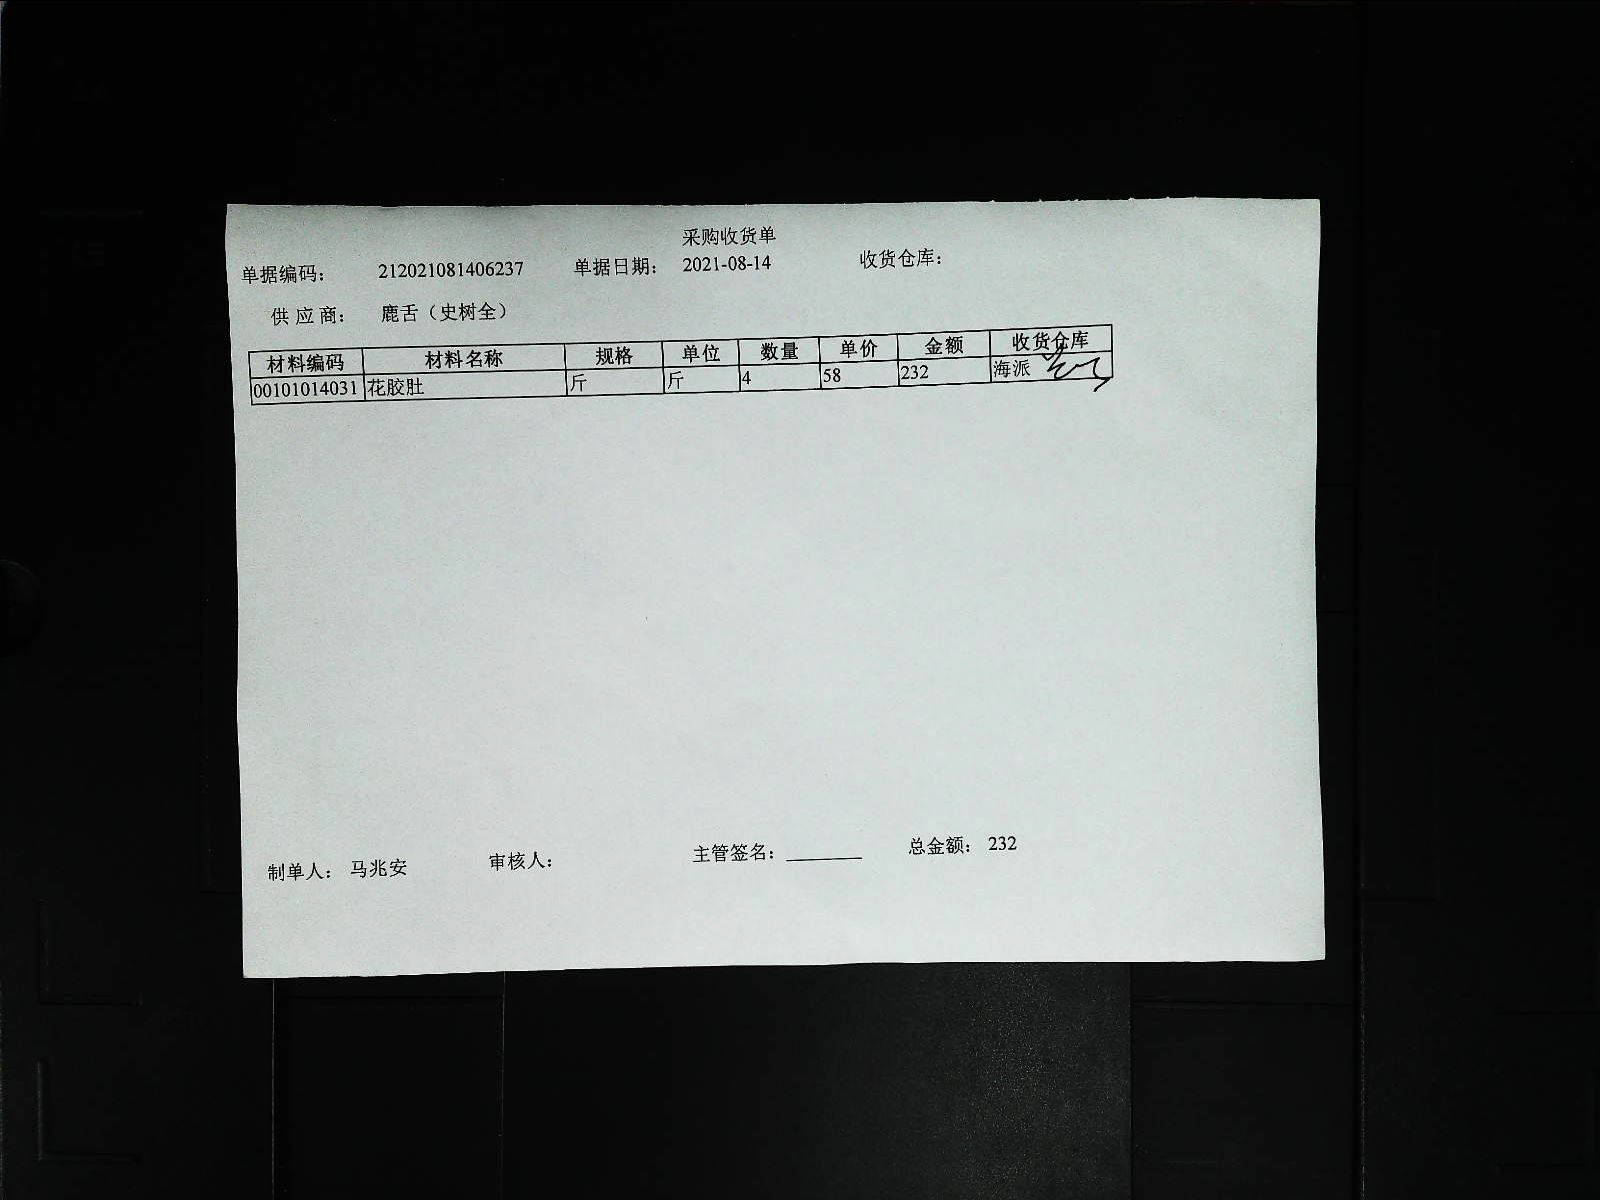 采购收货单
单据编码： 212021081406237 单据日期： 2021-08-14 收货仓库：
供应商： 鹿舌（史树全）
材料编码 材料名称 规格 单位 数量 单价 金额 收货仓库
00101014031 花胶肚 斤 斤 4 58 232 海派
制单人： 马兆安 审核人： 主管签名：________ 总金额： 232